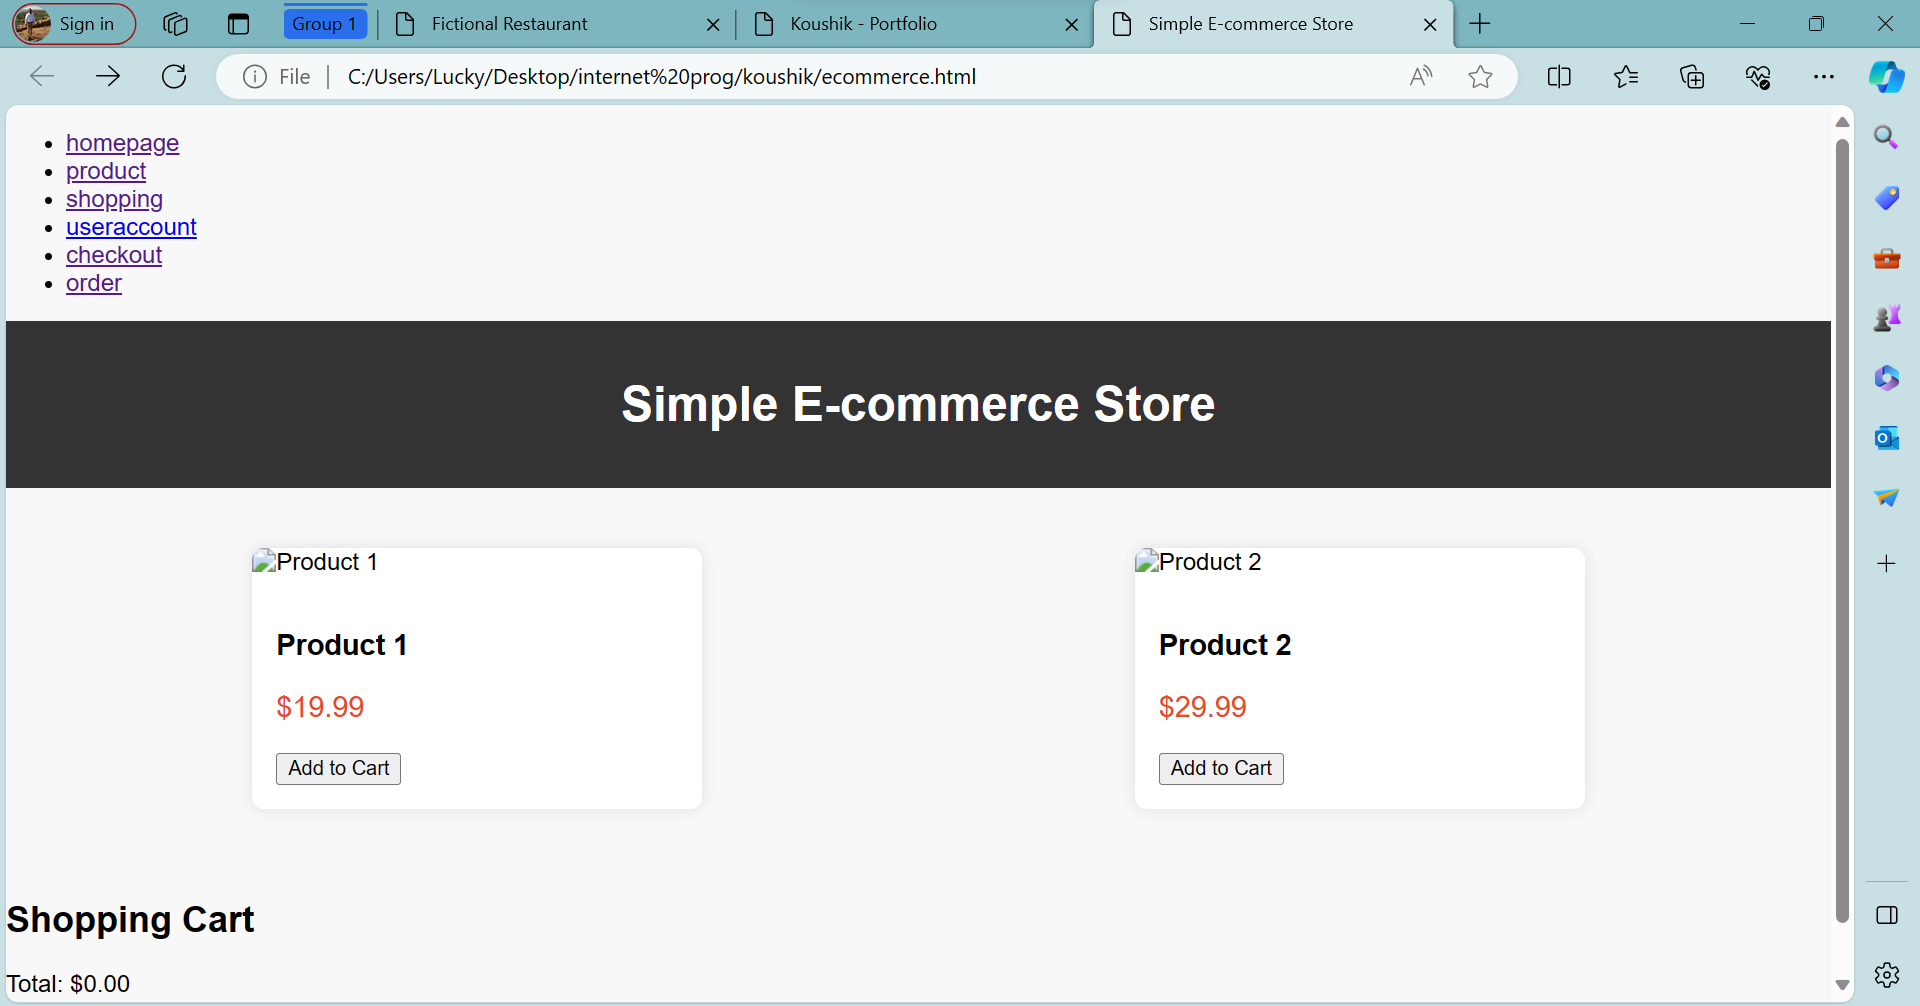 Sign in
Group 1
Fictional Restaurant
Koushik - Portfolio
Simple E-commerce Store
File
C:/Users/Lucky/Desktop/internet%20prog/koushik/ecommerce.html
homepage
product
shopping
useraccount
checkout
order
Simple E-commerce Store
Product 1
Product 2
Product 1
Product 2
$19.99
$29.99
Add to Cart
Add to Cart
Shopping Cart
Total: $0.00